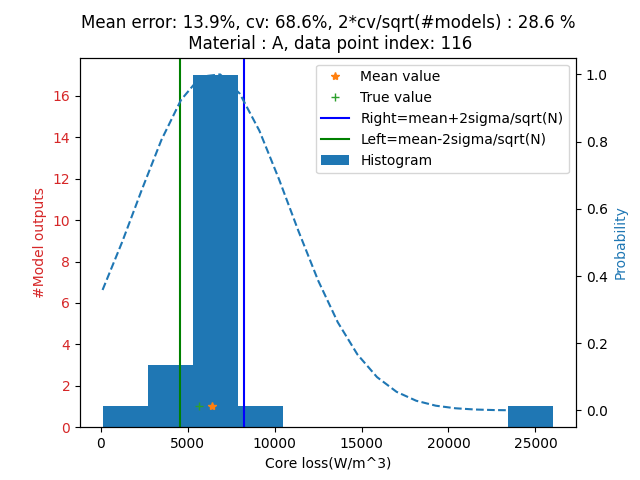 Mean error: 13.9%, cv: 68.6%, 2*cv/sqrt(#models) : 28.6 %
Material : A, data point index: 116
Mean value
True value
Right=mean+2sigma/sqrt(N)
Left=mean-2sigma/sqrt(N)
Histogram
#Model outputs
16
14
12
10
8
6
4
2
0
1.0
0.8
0.6
0.4
0.2
0.0
Probability
0 5000 10000 15000 20000 25000
Core loss(W/m^3)